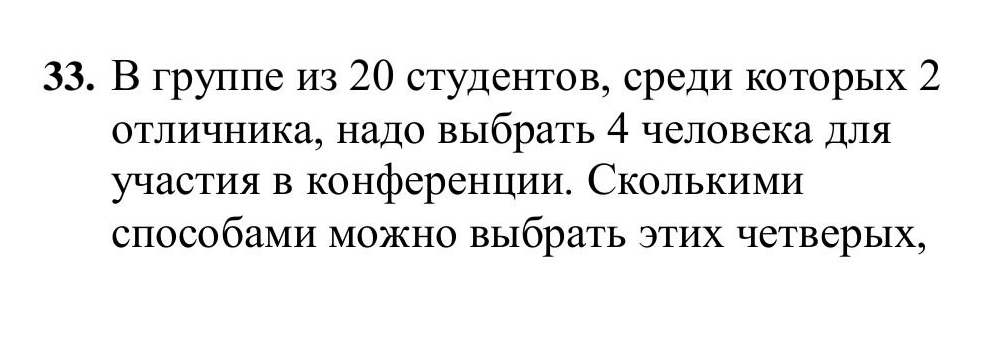 33. В группе из 20 студентов, среди которых 2
отличника, надо выбрать 4 человека для
участия в конференции. Сколькими
способами можно выбрать этих четверых,